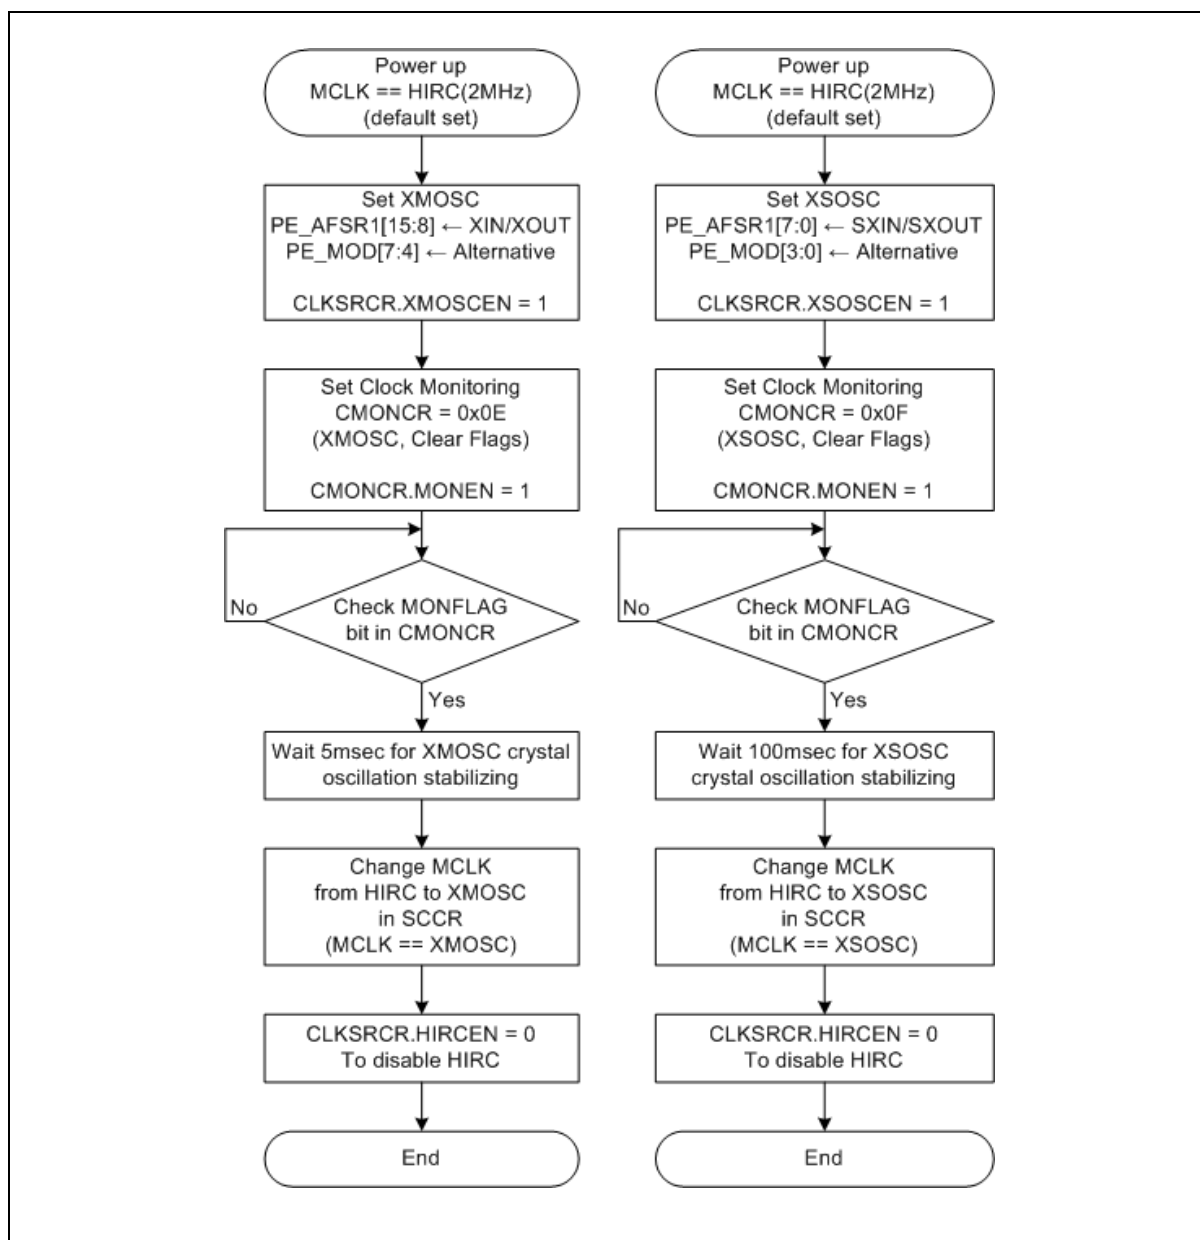 Power up
MCLK == HIRC(2MHz)
(default set)
Set XMOSC
PE_AFSR1[15:8] ← XIN/XOUT
PE_MOD[7:4] ← Alternative
CLKSRCR.XMOSCEN = 1
Set Clock Monitoring
CMONCR = 0x0E
(XMOSC, Clear Flags)
CMONCR.MONEN = 1
No
Check MONFLAG
bit in CMONCR
Yes
Wait 5msec for XMOSC crystal
oscillation stabilizing
Change MCLK
from HIRC to XMOSC
in SCCR
(MCLK == XMOSC)
CLKSRCR.HIRCEN = 0
To disable HIRC
End
Power up
MCLK == HIRC(2MHz)
(default set)
Set XSOSC
PE_AFSR1[7:0] ← SXIN/SXOUT
PE_MOD[3:0] ← Alternative
CLKSRCR.XSOSCEN = 1
Set Clock Monitoring
CMONCR = 0x0F
(XSOSC, Clear Flags)
CMONCR.MONEN = 1
No
Check MONFLAG
bit in CMONCR
Yes
Wait 100msec for XSOSC
crystal oscillation stabilizing
Change MCLK
from HIRC to XSOSC
in SCCR
(MCLK == XSOSC)
CLKSRCR.HIRCEN = 0
To disable HIRC
End